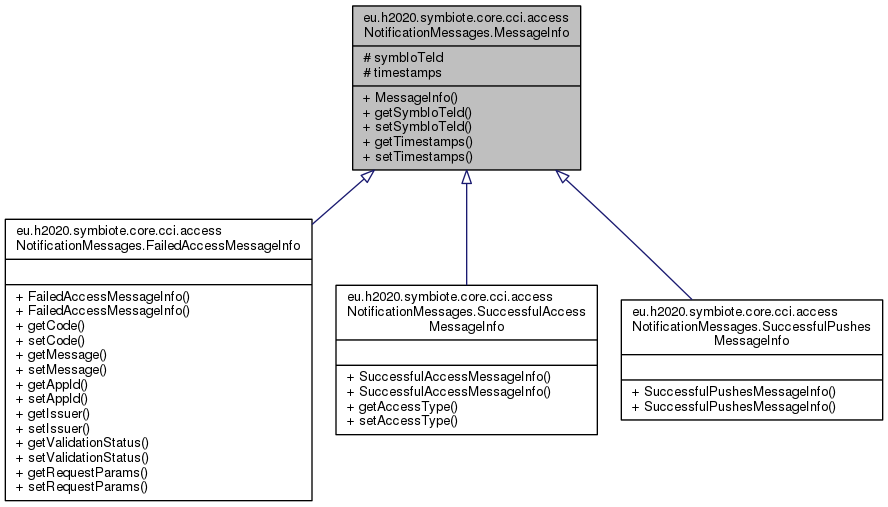 eu.h2020.symbiote.core.cci.access
NotificationMessages.MessageInfo
# symbIoTeId
# timestamps
+ MessageInfo()
+ getSymbIoTeId()
+ setSymbIoTeId()
+ getTimestamps()
+ setTimestamps()
eu.h2020.symbiote.core.cci.access
NotificationMessages.FailedAccessMessageInfo
+ FailedAccessMessageInfo()
+ FailedAccessMessageInfo()
+ getCode()
+ setCode()
+ getMessage()
+ setMessage()
+ getAppId()
+ setAppId()
+ getIssuer()
+ setIssuer()
+ getValidationStatus()
+ setValidationStatus()
+ getRequestParams()
+ setRequestParams()
eu.h2020.symbiote.core.cci.access
NotificationMessages.SuccessfulAccess
MessageInfo
+ SuccessfulAccessMessageInfo()
+ SuccessfulAccessMessageInfo()
+ getAccessType()
+ setAccessType()
eu.h2020.symbiote.core.cci.access
NotificationMessages.SuccessfulPushes
MessageInfo
+ SuccessfulPushesMessageInfo()
+ SuccessfulPushesMessageInfo()